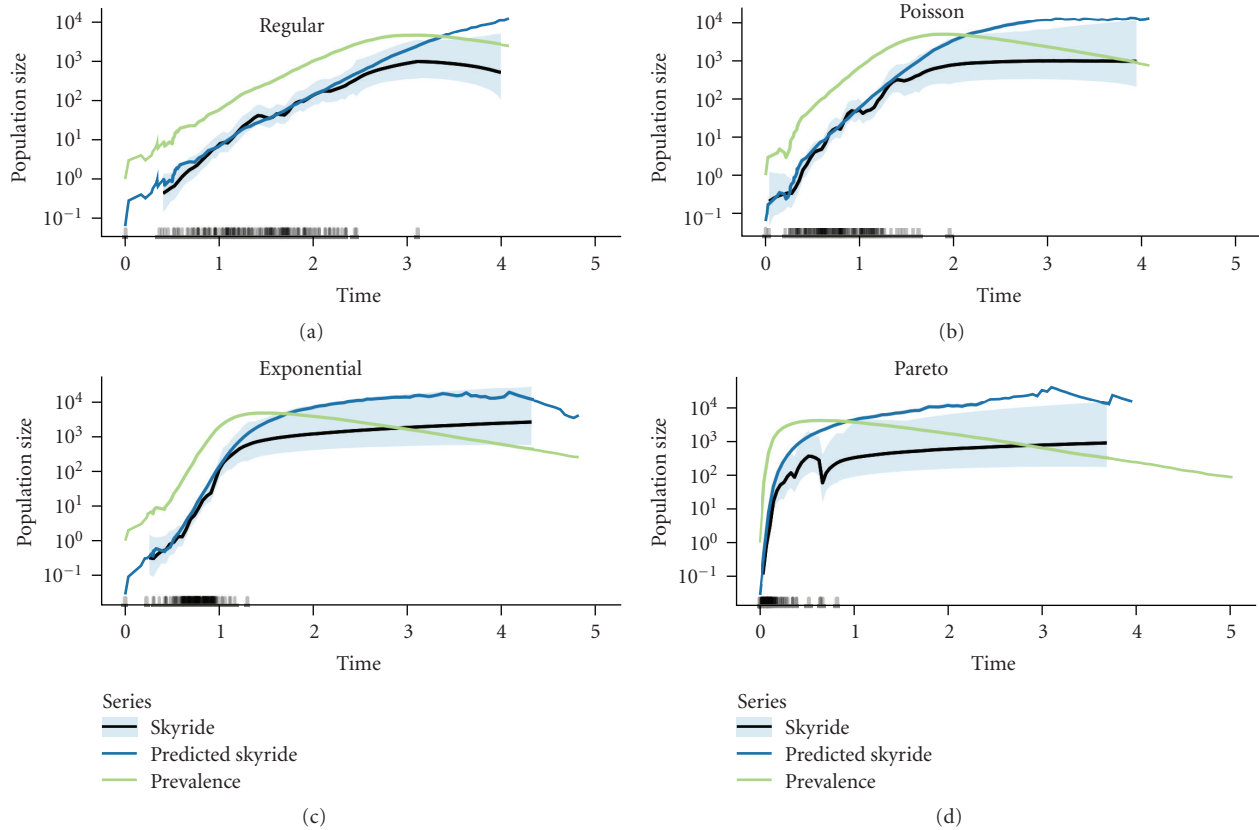 Regular
Population size
10^4
10^3
10^2
10^1
10^0
10^−1
0 1 2 3 4 5
Time
(a)
Poisson
Population size
10^4
10^3
10^2
10^1
10^0
10^−1
0 1 2 3 4 5
Time
(b)
Exponential
Population size
10^4
10^3
10^2
10^1
10^0
10^−1
0 1 2 3 4 5
Time
Series
Skyride
Predicted skyride
Prevalence
(c)
Pareto
Population size
10^4
10^3
10^2
10^1
10^0
10^−1
0 1 2 3 4 5
Time
Series
Skyride
Predicted skyride
Prevalence
(d)